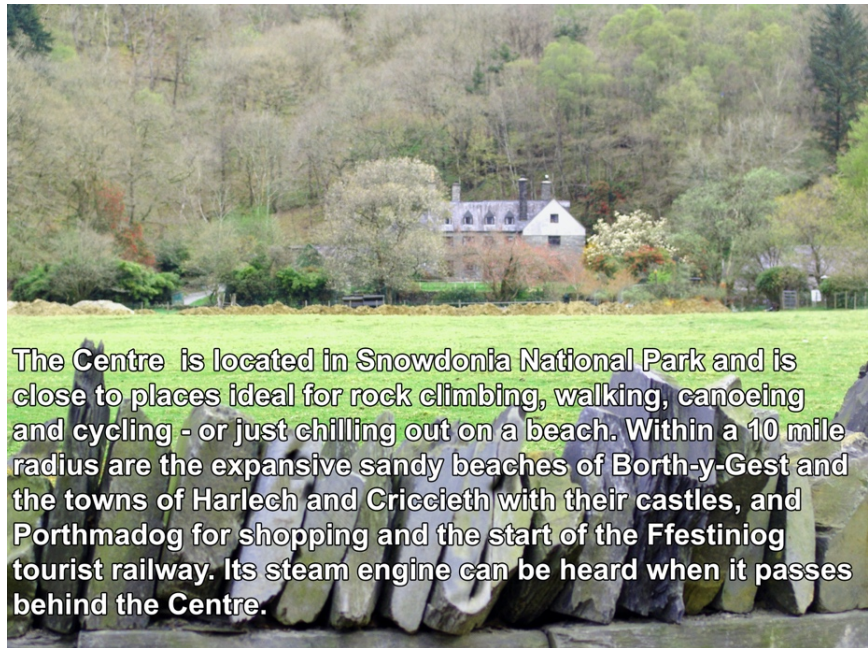 The Centre  is located in Snowdonia National Park and is
close to places ideal for rock climbing, walking, canoeing
and cycling - or just chilling out on a beach. Within a 10 mile
radius are the expansive sandy beaches of Borth-y-Gest and
the towns of Harlech and Criccieth with their castles, and
Porthmadog for shopping and the start of the Ffestiniog
tourist railway. Its steam engine can be heard when it passes
behind the Centre.